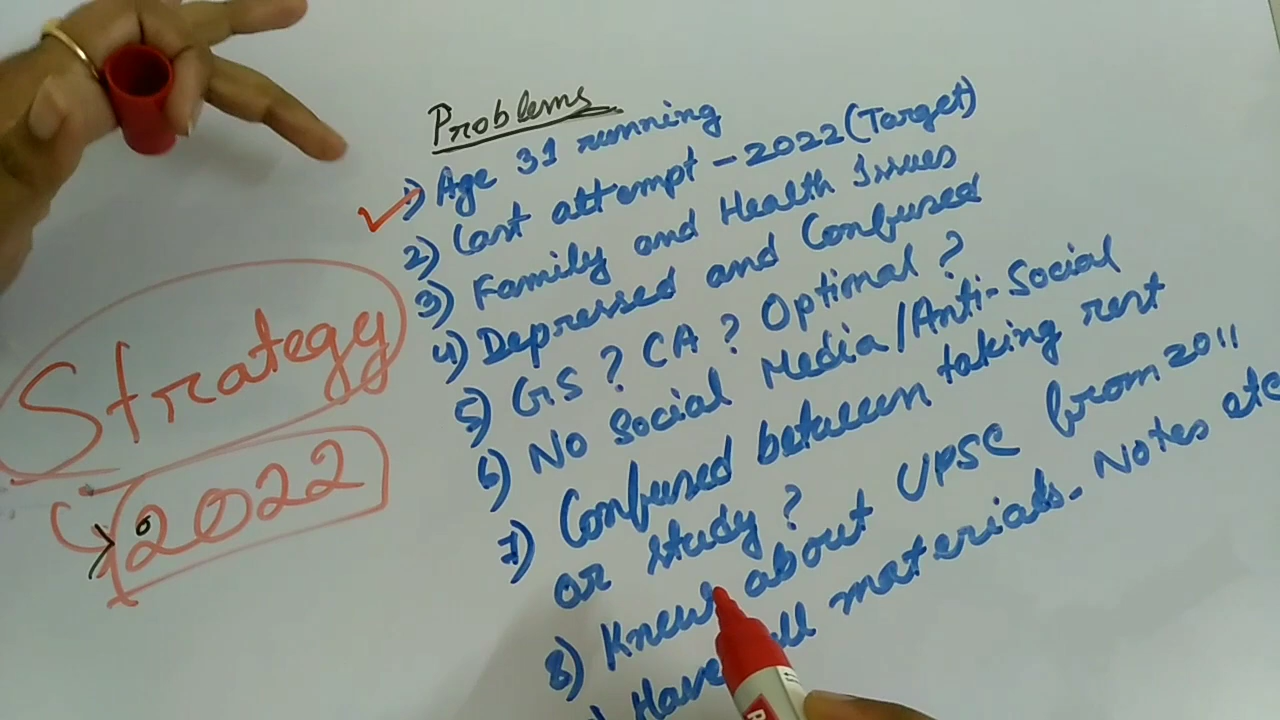 Problems
1) Age 31 running
2) Last attempt - 2022 (Target)
3) Family and Health Issues
4) Depressed and Confused
5) GS ? CA ? Optional ?
6) No Social Media/Anti-Social
7) Confused between taking rest
or study ?
8) Knew about UPSC from 2011
Have all materials. Notes etc
Strategy
2022